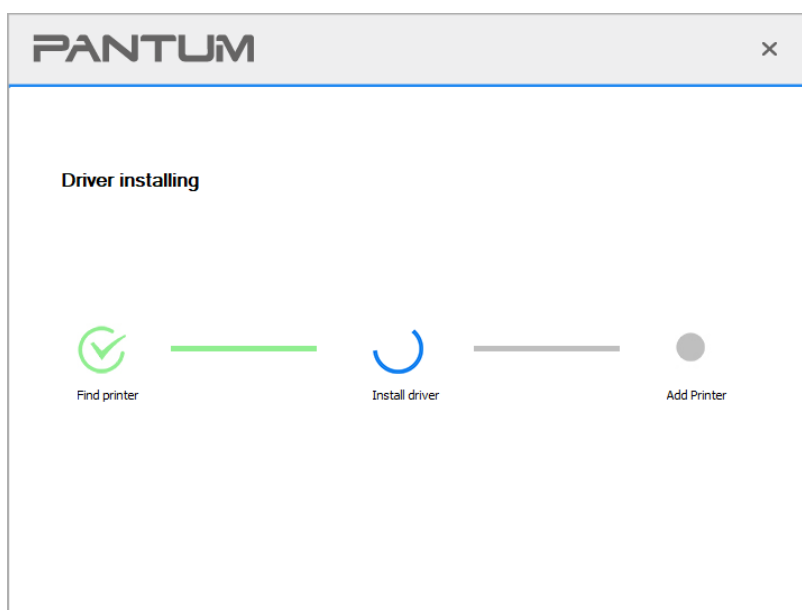 PANTUM
Driver installing
Find printer
Install driver
Add Printer